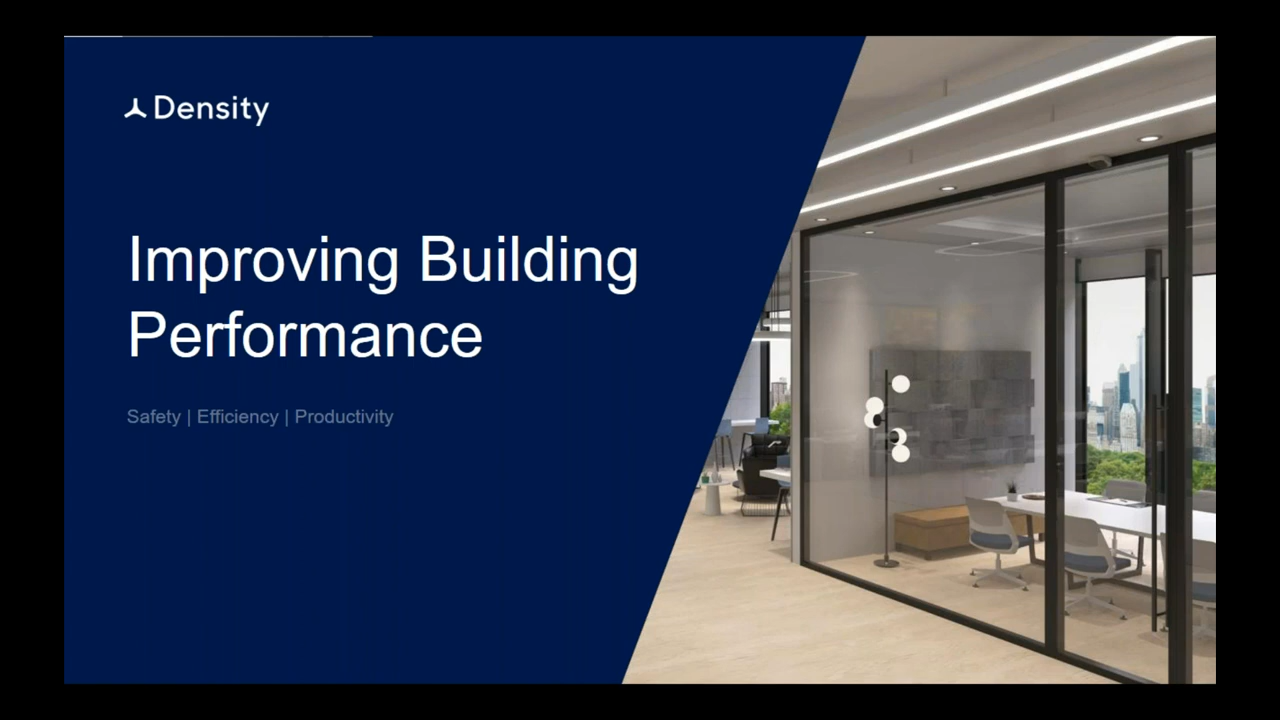 Density
Improving Building
Performance
Safety | Efficiency | Productivity